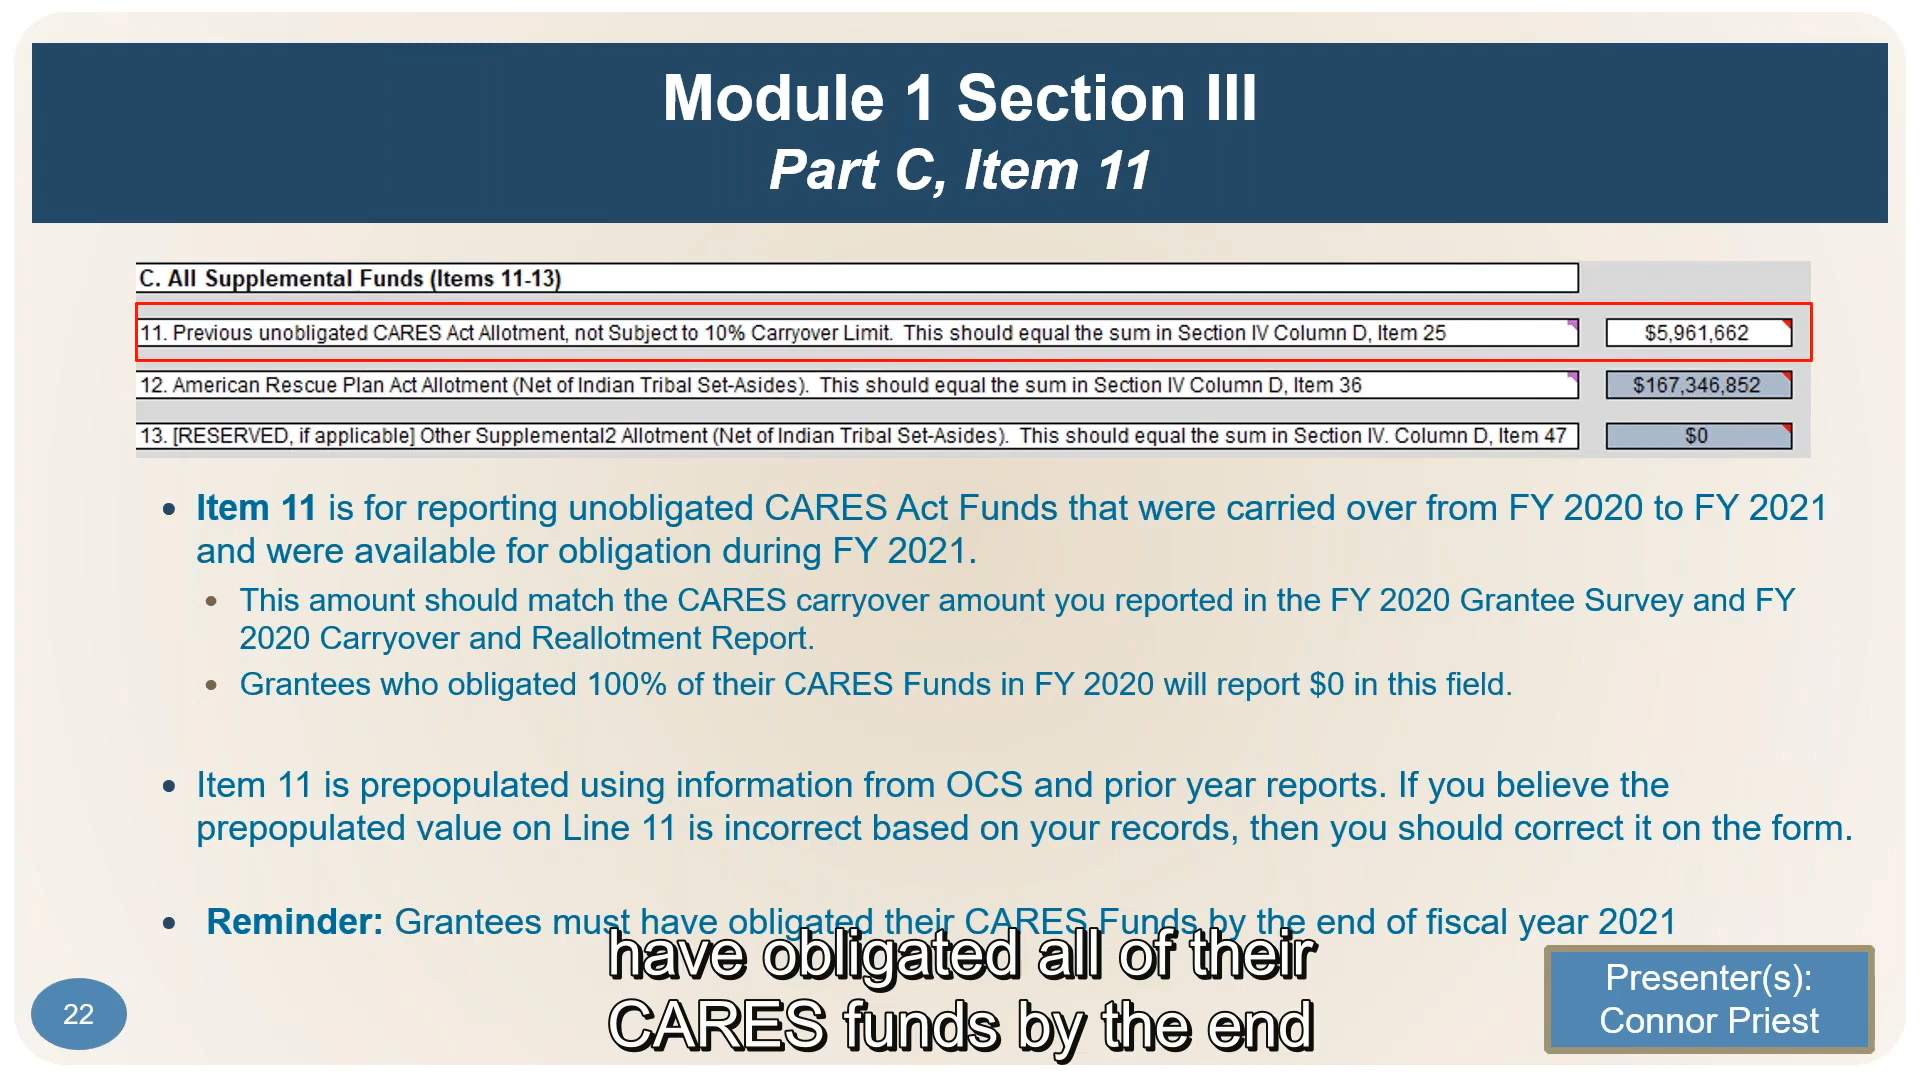 Module 1 Section III
Part C, Item 11
C. All Supplemental Funds (Items 11-13)
11. Previous unobligated CARES Act Allotment, not Subject to 10% Carryover Limit. This should equal the sum in Section IV Column D, Item 25 $5,961,662
12. American Rescue Plan Act Allotment (Net of Indian Tribal Set-Asides). This should equal the sum in Section IV Column D, Item 36 $167,346,852
13. [RESERVED, if applicable] Other Supplemental2 Allotment (Net of Indian Tribal Set-Asides). This should equal the sum in Section IV. Column D, Item 47 $0
• Item 11 is for reporting unobligated CARES Act Funds that were carried over from FY 2020 to FY 2021
and were available for obligation during FY 2021.
• This amount should match the CARES carryover amount you reported in the FY 2020 Grantee Survey and FY
2020 Carryover and Reallotment Report.
• Grantees who obligated 100% of their CARES Funds in FY 2020 will report $0 in this field.
• Item 11 is prepopulated using information from OCS and prior year reports. If you believe the
prepopulated value on Line 11 is incorrect based on your records, then you should correct it on the form.
• Reminder: Grantees must have obligated their CARES Funds by the end of fiscal year 2021
have obligated all of their
CARES funds by the end
22
Presenter(s):
Connor Priest